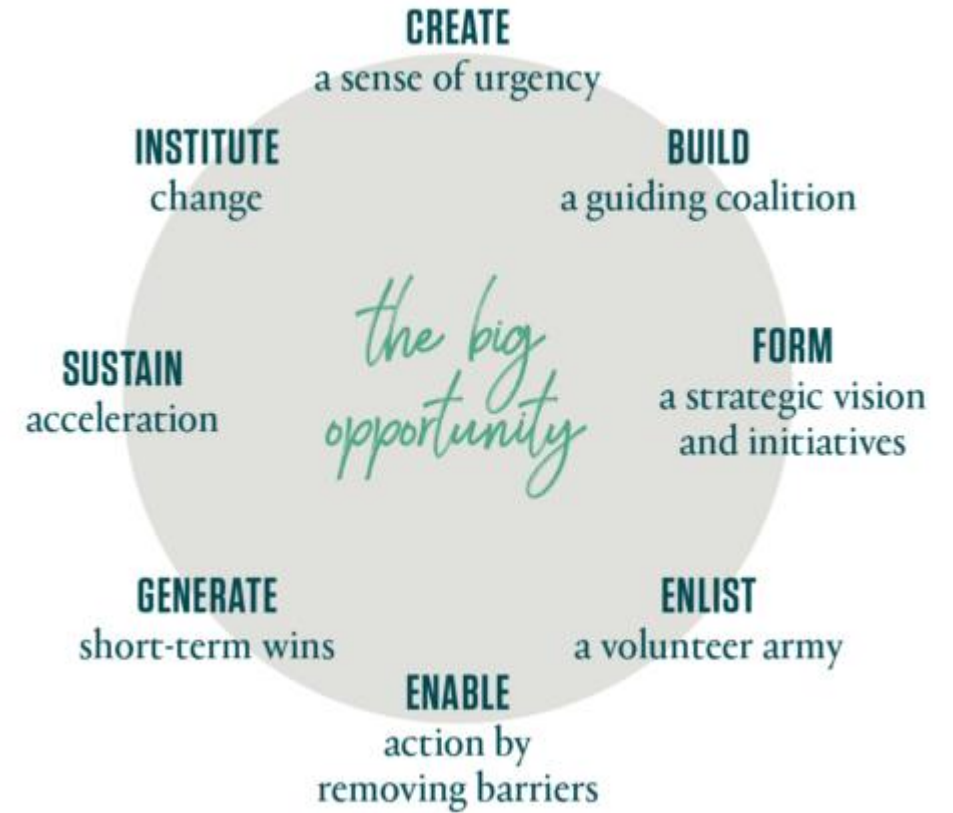 CREATE
a sense of urgency
BUILD
a guiding coalition
FORM
a strategic vision
and initiatives
ENLIST
a volunteer army
ENABLE
action by
removing barriers
GENERATE
short-term wins
SUSTAIN
acceleration
INSTITUTE
change
the big
opportunity